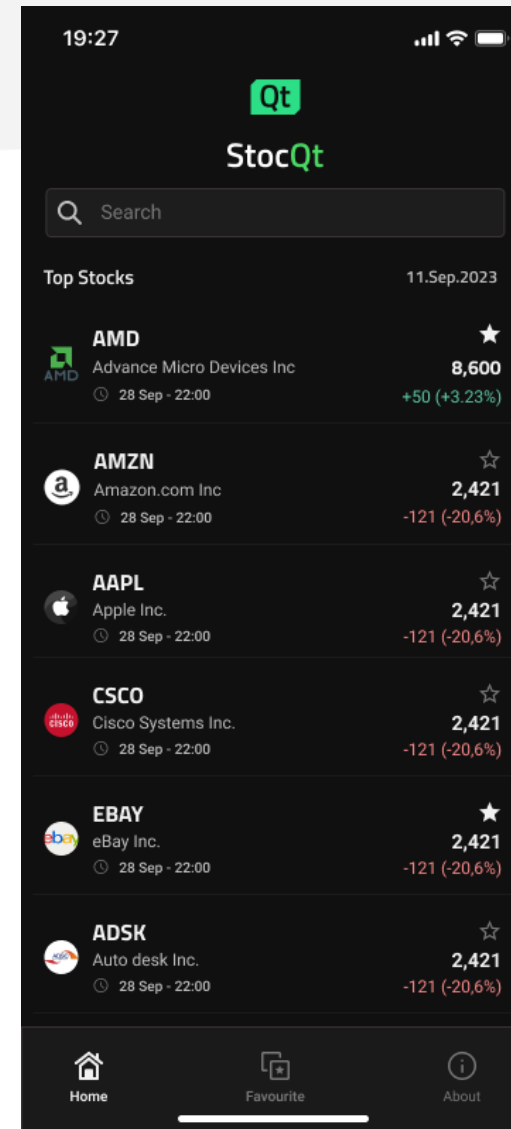 19:27
Qt
StocQt
Search
Top Stocks
11.Sep.2023
AMD
AMD
Advance Micro Devices Inc
8,600
28 Sep - 22:00
+50 (+3.23%)
AMZN
a
Amazon.com Inc
2,421
28 Sep - 22:00
-121 (-20,6%)
AAPL
Apple Inc.
2,421
28 Sep - 22:00
-121 (-20,6%)
CSCO
cisco
Cisco Systems Inc.
2,421
28 Sep - 22:00
-121 (-20,6%)
EBAY
ebay
eBay Inc.
2,421
28 Sep - 22:00
-121 (-20,6%)
ADSK
Auto desk Inc.
2,421
28 Sep - 22:00
-121 (-20,6%)
Home
Favourite
About